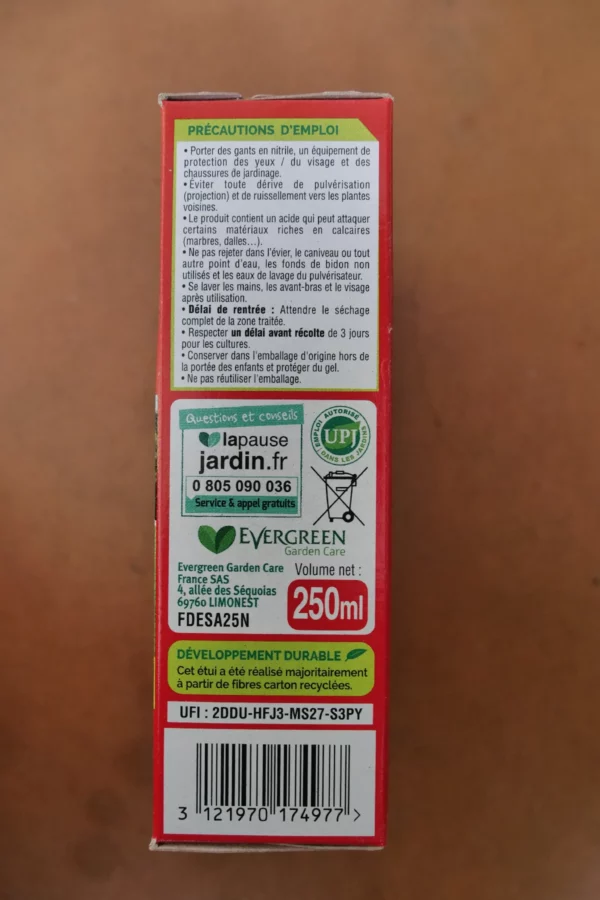 PRÉCAUTIONS D'EMPLOI
• Porter des gants en nitrile, un équipement de
protection des yeux / du visage et des
chaussures de jardinage.
• Éviter toute dérive de pulvérisation
(projection) et de ruissellement vers les plantes
voisines.
• Le produit contient un acide qui peut attaquer
certains matériaux riches en calcaires
(marbres, dalles...).
• Ne pas rejeter dans l'évier, le caniveau ou tout
autre point d'eau, les fonds de bidon non
utilisés et les eaux de lavage du pulvérisateur.
• Se laver les mains, les avant-bras et le visage
après utilisation.
• Délai de rentrée : Attendre le séchage
complet de la zone traitée.
• Respecter un délai avant récolte de 3 jours
pour les cultures.
• Conserver dans l'emballage d'origine hors de
la portée des enfants et protéger du gel.
• Ne pas réutiliser l'emballage.
Questions et conseils
lapause
jardin.fr
0 805 090 036
Service & appel gratuits
EMPLOI AUTORISÉ
UPJ
DANS LES JARDINS
EVERGREEN
Garden Care
Evergreen Garden Care
France SAS
4, allée des Séquoias
69760 LIMONEST
FDESA25N
Volume net :
250ml
DÉVELOPPEMENT DURABLE
Cet étui a été réalisé majoritairement
à partir de fibres carton recyclées.
UFI : 2DDU-HFJ3-MS27-S3PY
3 121970 174977 >